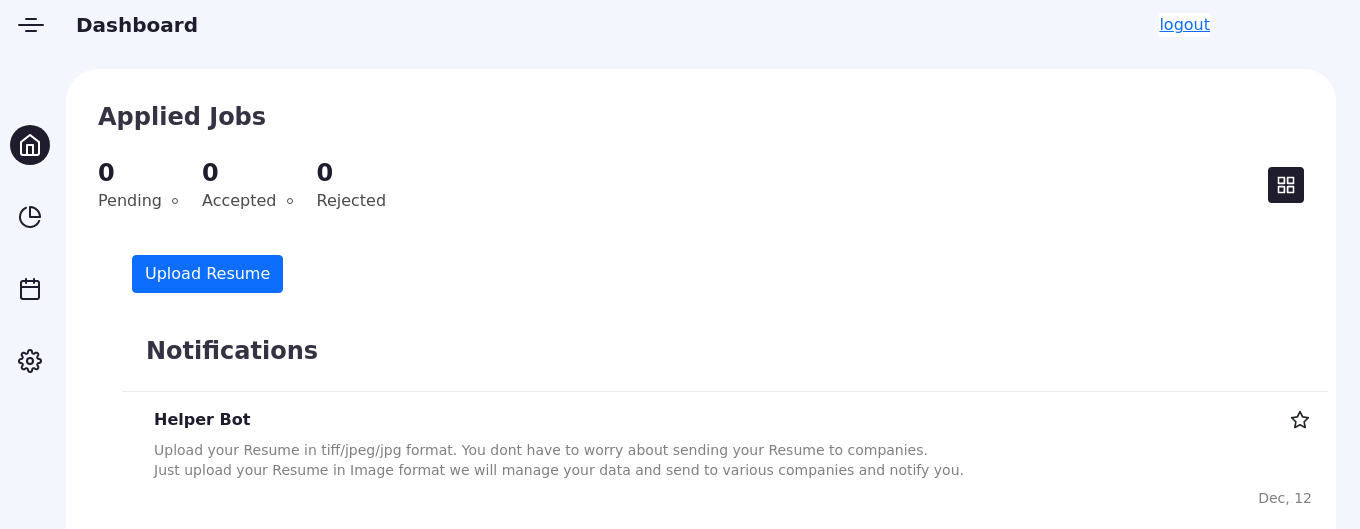 Dashboard
logout
Applied Jobs
0 0 0
Pending Accepted Rejected
Upload Resume
Notifications
Helper Bot
Upload your Resume in tiff/jpeg/jpg format. You dont have to worry about sending your Resume to companies.
Just upload your Resume in Image format we will manage your data and send to various companies and notify you.
Dec, 12